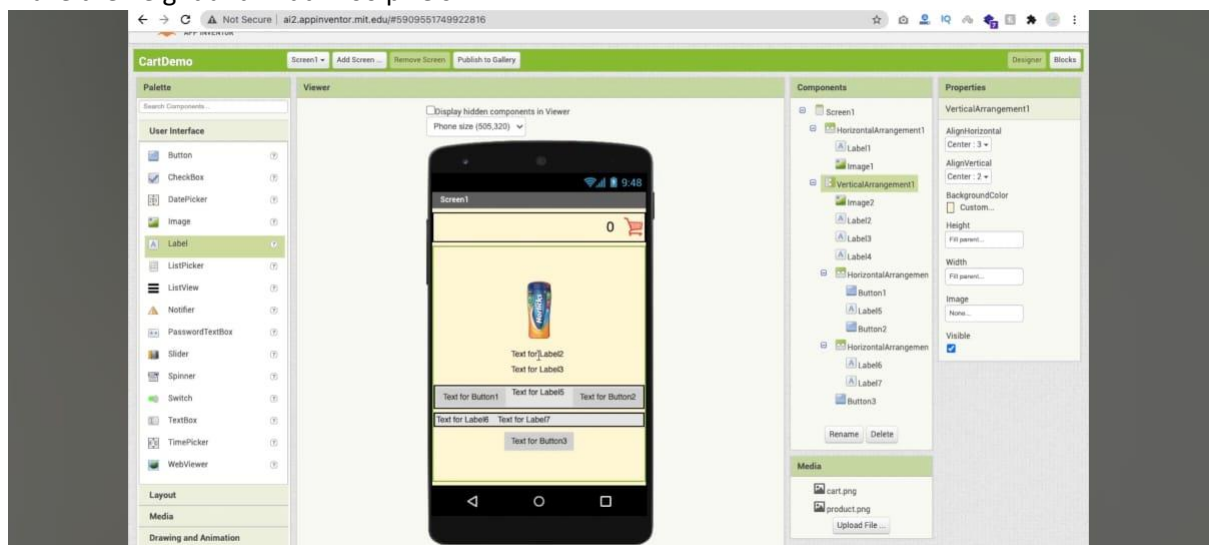 Not Secure | ai2.appinventor.mit.edu/#5909551749922816
APP INVENTOR
CartDemo
Screen1
Add Screen ...
Remove Screen
Publish to Gallery
Designer
Blocks
Palette
Search Components...
User Interface
Button
CheckBox
DatePicker
Image
Label
ListPicker
ListView
Notifier
PasswordTextBox
Slider
Spinner
Switch
TextBox
TimePicker
WebViewer
Layout
Media
Drawing and Animation
Viewer
Display hidden components in Viewer
Phone size (505,320)
9:48
Screen1
0
Horlicks
Text for Label2
Text for Label3
Text for Button1
Text for Label5
Text for Button2
Text for Label6 Text for Label7
Text for Button3
Components
Screen1
HorizontalArrangement1
Label1
Image1
VerticalArrangement1
Image2
Label2
Label3
Label4
HorizontalArrangemen
Button1
Label5
Button2
HorizontalArrangemen
Label6
Label7
Button3
Rename
Delete
Media
cart.png
product.png
Upload File ...
Properties
VerticalArrangement1
AlignHorizontal
Center : 3
AlignVertical
Center : 2
BackgroundColor
Custom...
Height
Fill parent...
Width
Fill parent...
Image
None...
Visible